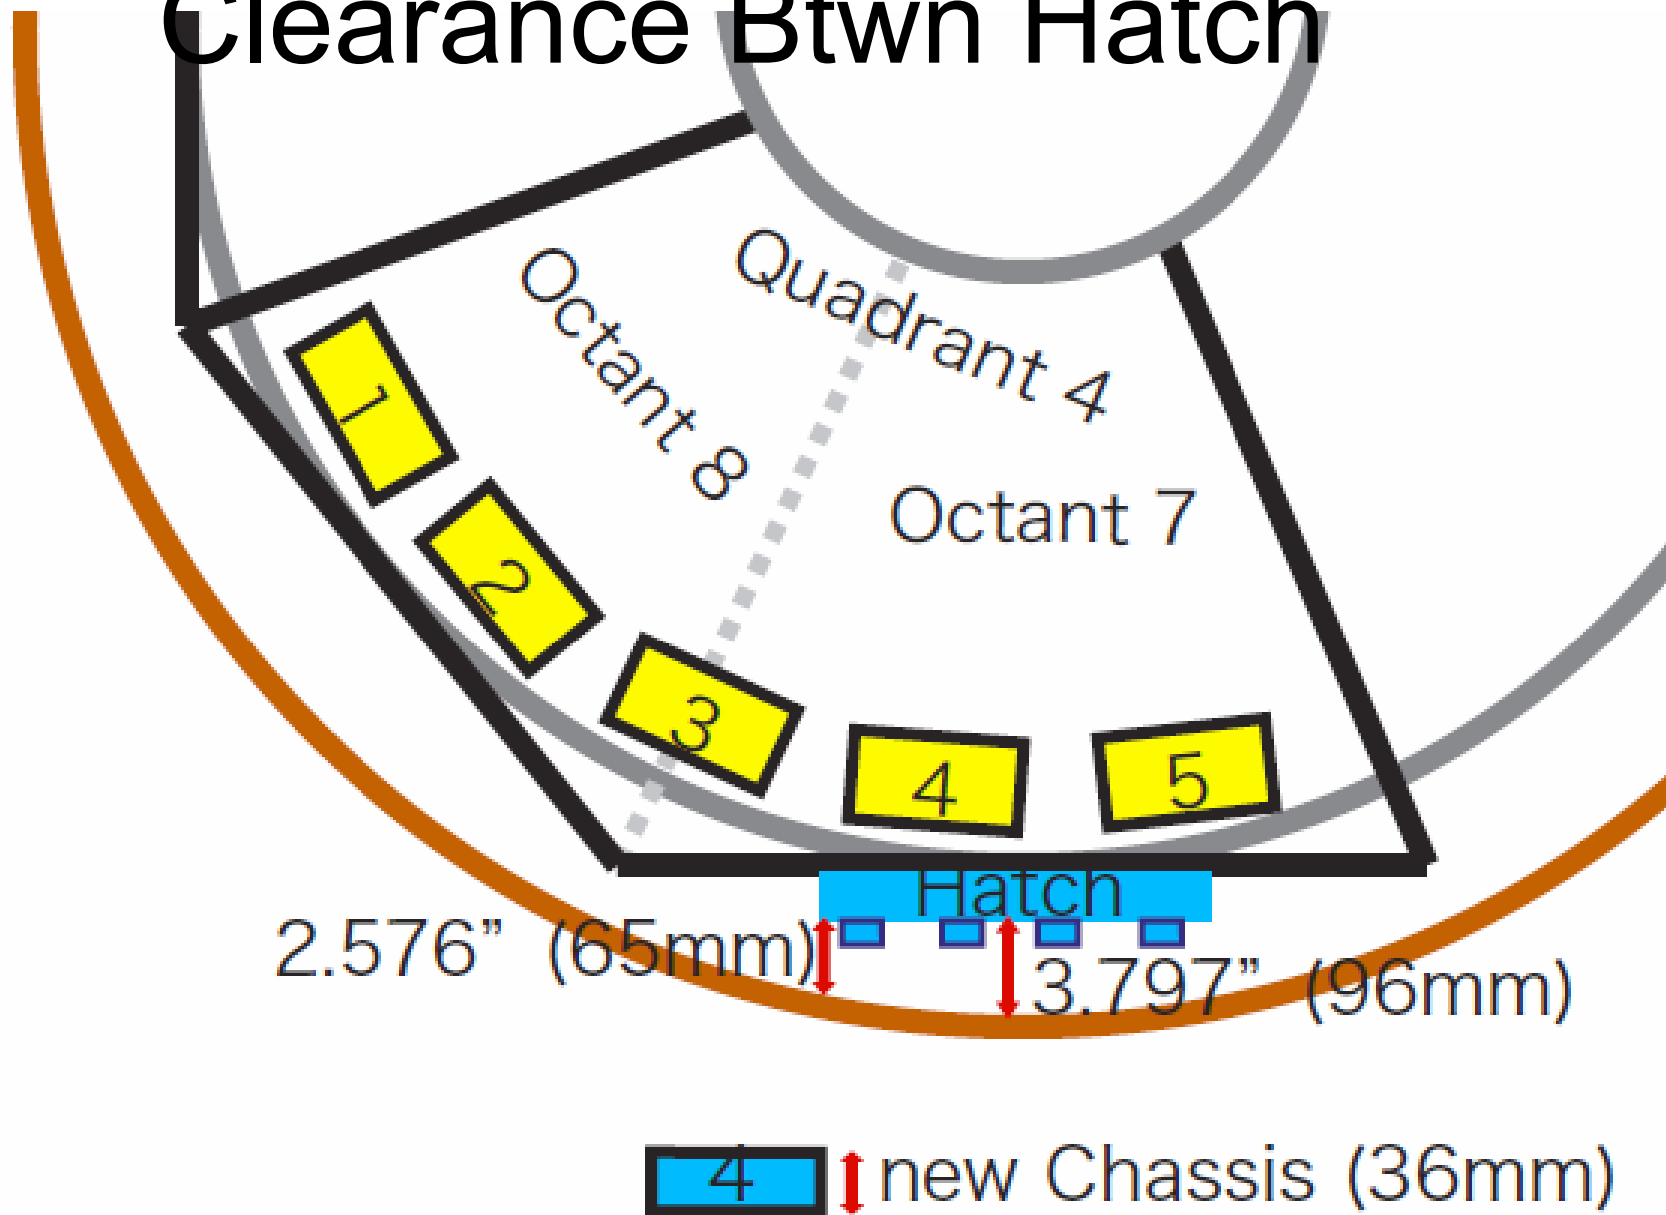 Clearance Btwn Hatch
Quadrant 4
Octant 8
Octant 7
1
2
3
4
5
Hatch
2.576” (65mm)
3.797” (96mm)
4
new Chassis (36mm)